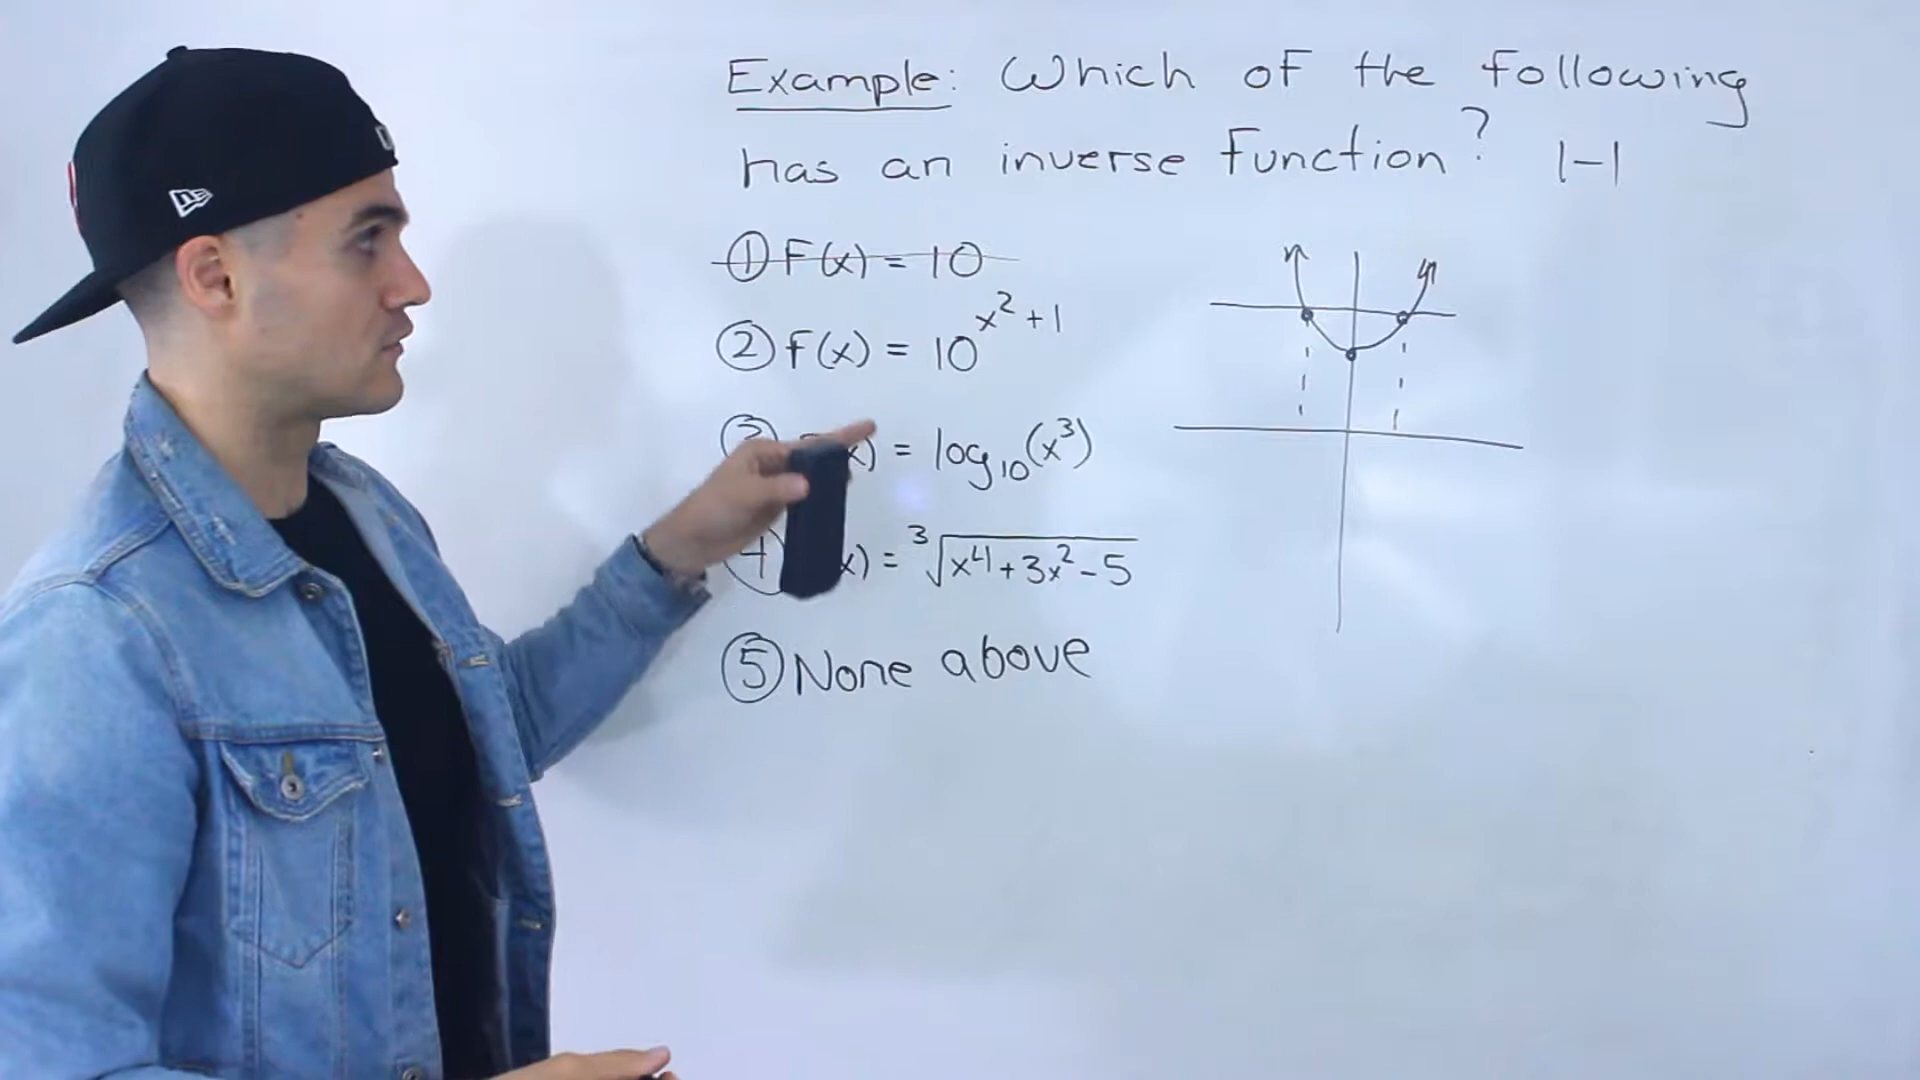 Example: Which of the following
has an inverse function? 1-1
① f(x) = 10
② f(x) = 10^(x²+1)
x) = log₁₀(x³)
x) = ³√(x⁴+3x²-5)
⑤ None above